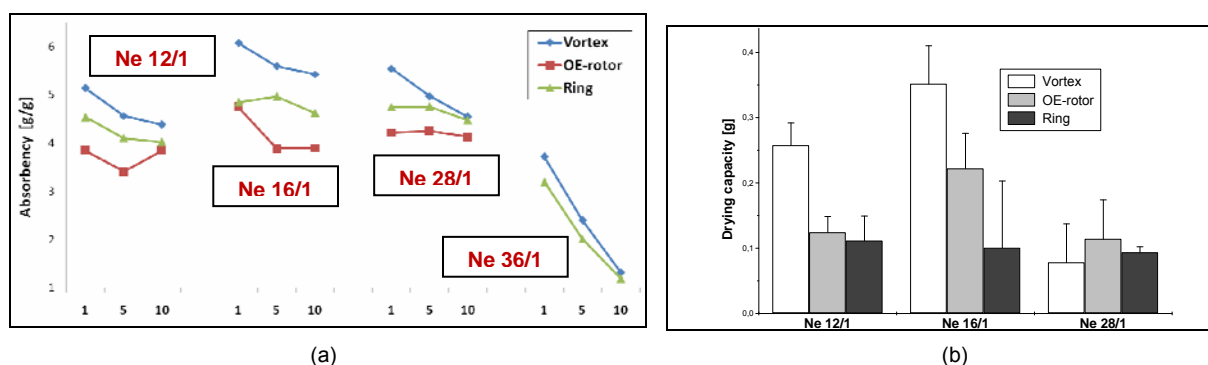 Absorbency [g/g]
6
5
4
3
2
1
Ne 12/1
Ne 16/1
Ne 28/1
Ne 36/1
Vortex
OE-rotor
Ring
1 5 10 1 5 10 1 5 10 1 5 10
(a)
Drying capacity [g]
0,4
0,3
0,2
0,1
0,0
Vortex
OE-rotor
Ring
Ne 12/1 Ne 16/1 Ne 28/1
(b)